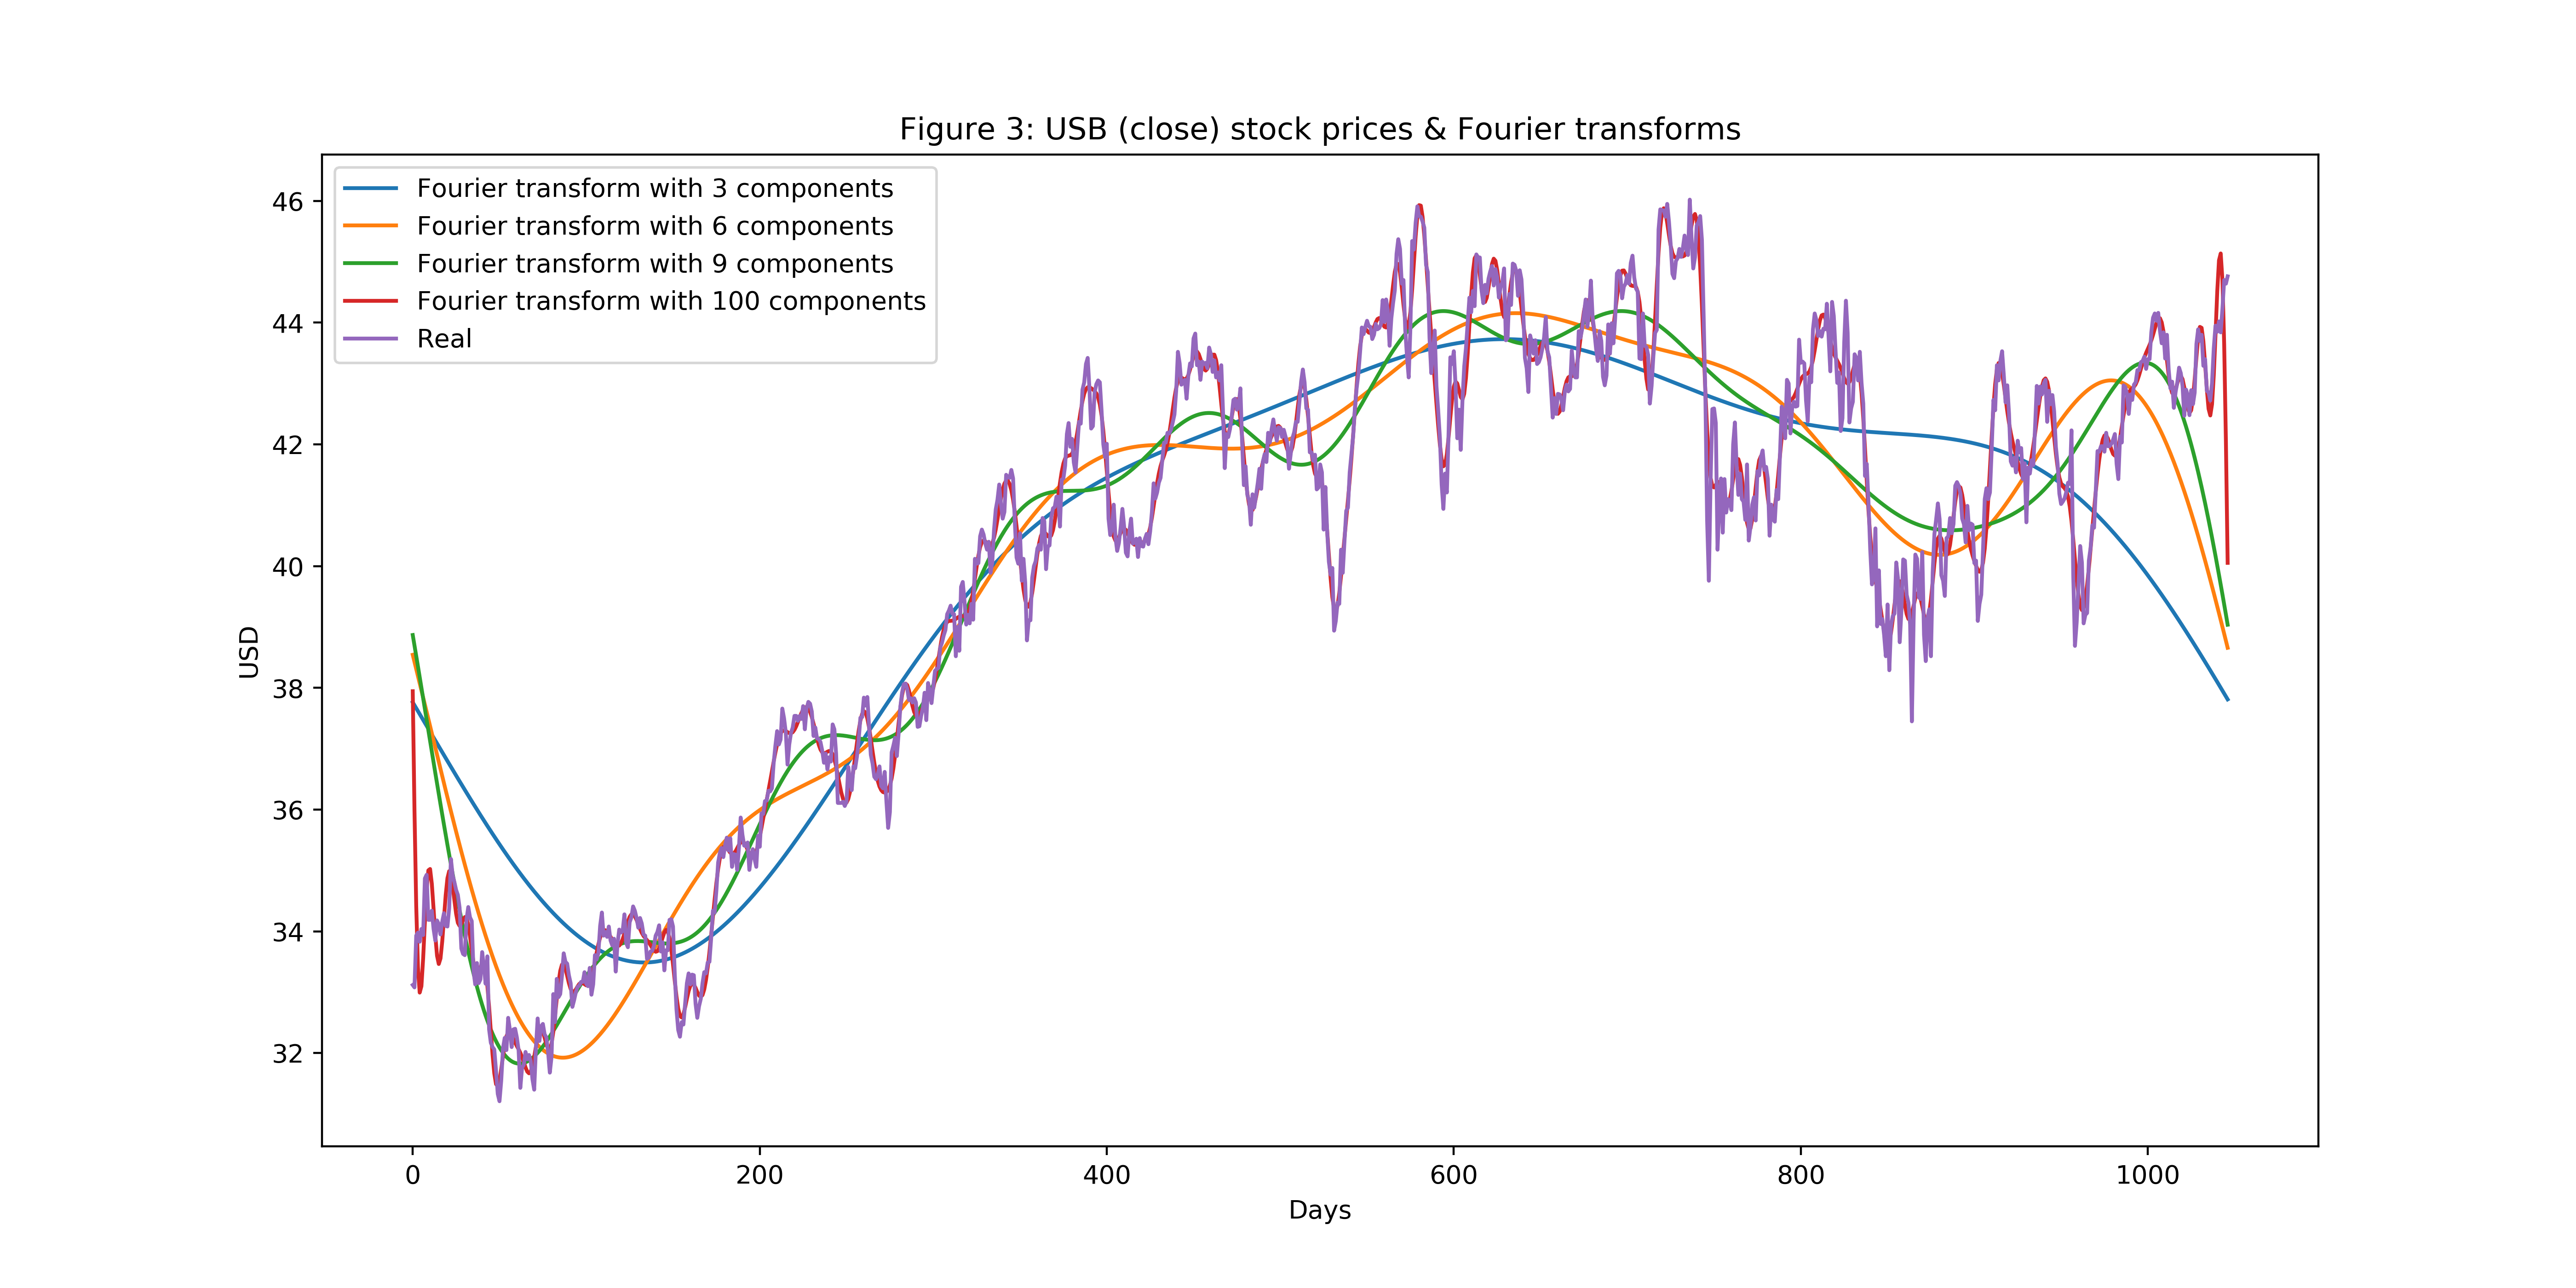 Figure 3: USB (close) stock prices & Fourier transforms
Fourier transform with 3 components
Fourier transform with 6 components
Fourier transform with 9 components
Fourier transform with 100 components
Real
46
44
42
40
38
36
34
32
USD
0 200 400 600 800 1000
Days